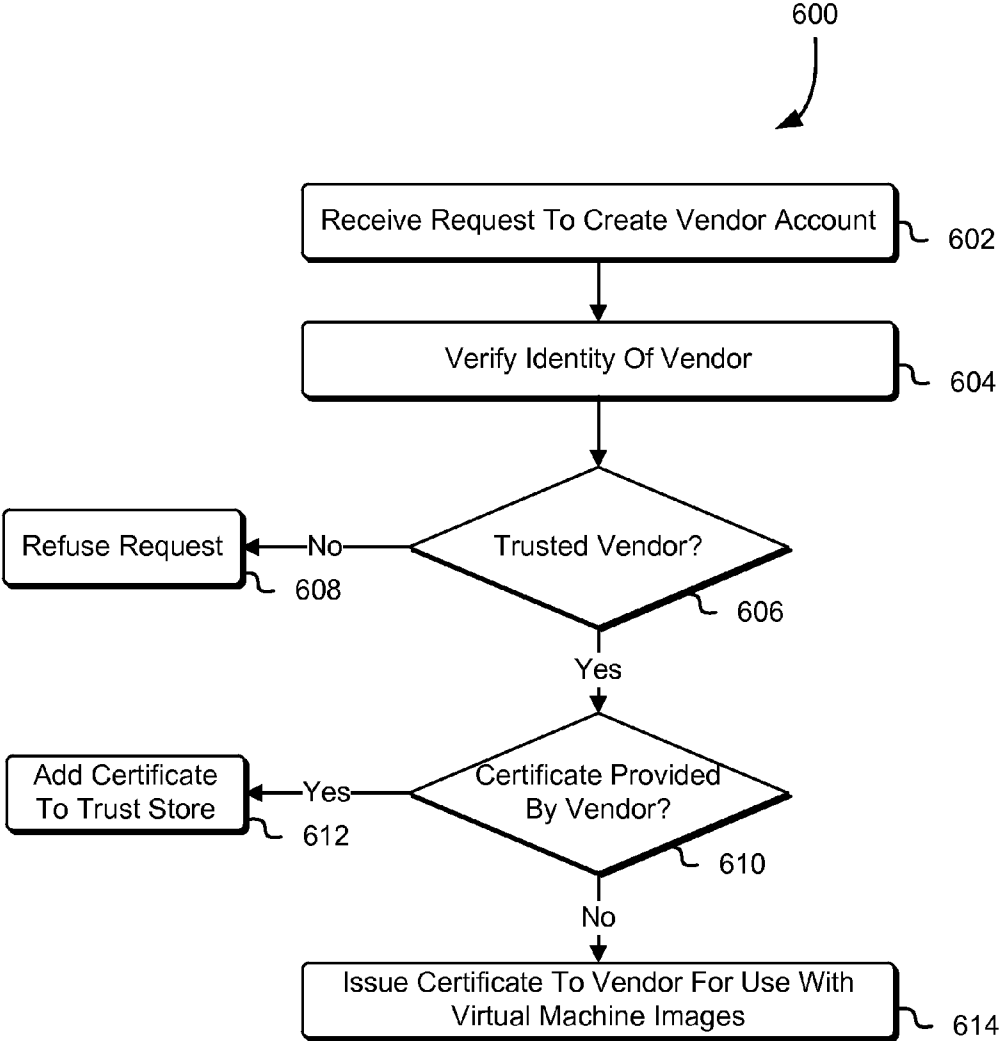 600
Receive Request To Create Vendor Account
602
Verify Identity Of Vendor
604
Trusted Vendor?
606
No
Refuse Request
608
Yes
Certificate Provided
By Vendor?
610
Yes
Add Certificate
To Trust Store
612
No
Issue Certificate To Vendor For Use With
Virtual Machine Images
614